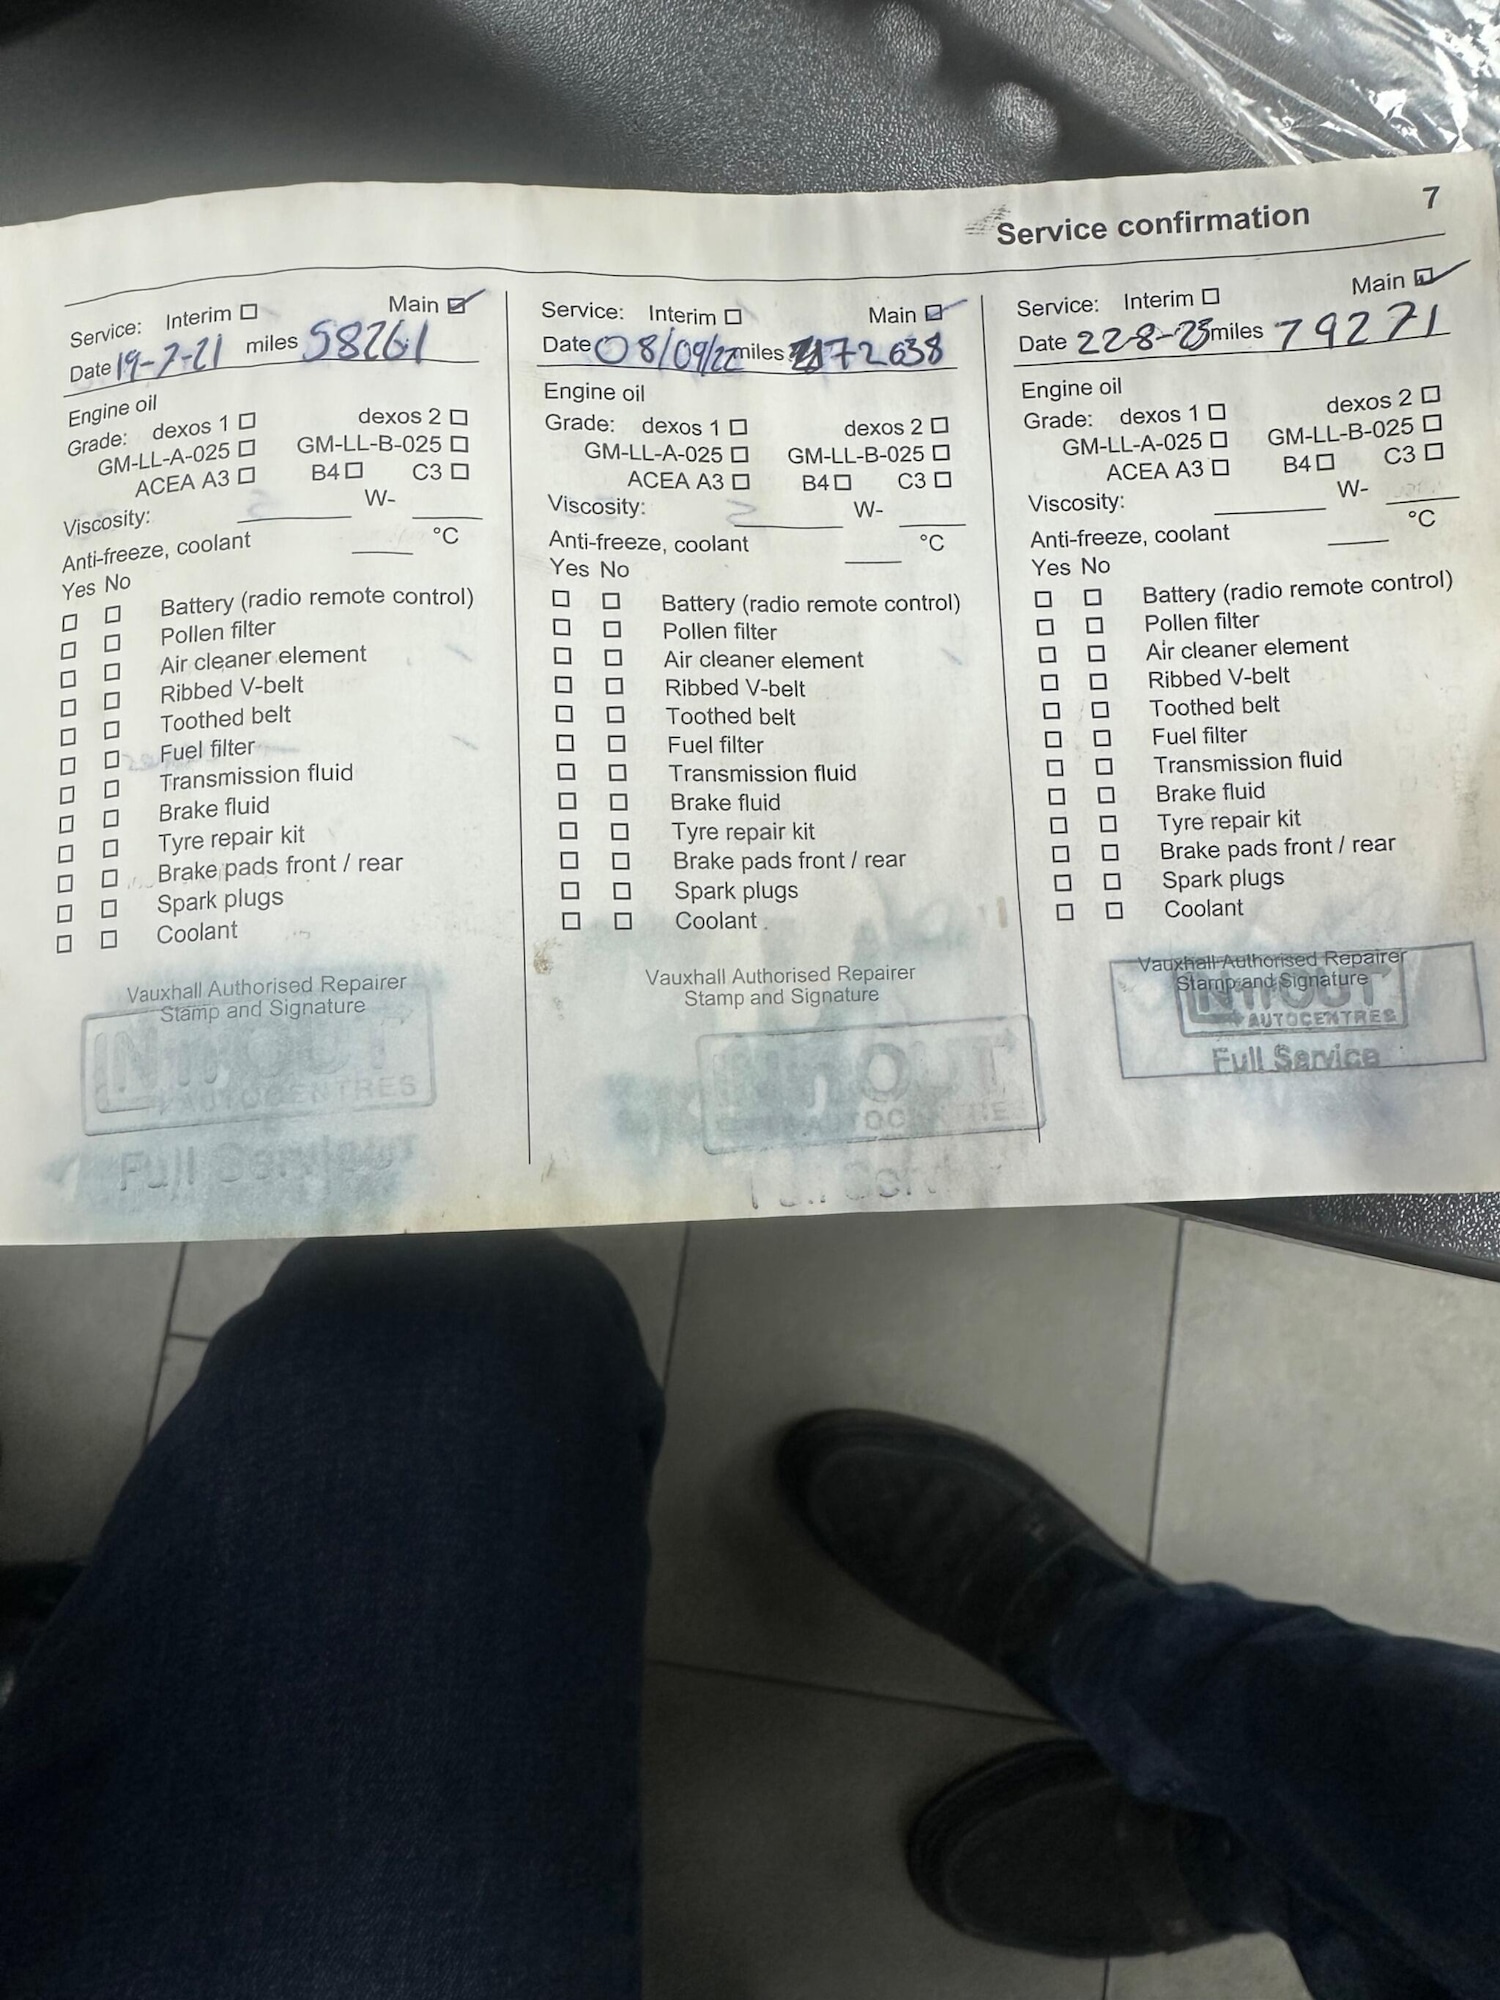 Service confirmation 7
Service: Interim ☐ Main ☑
Date 19-7-21 miles 58261
Engine oil
Grade: dexos 1 ☐ dexos 2 ☐
GM-LL-A-025 ☐ GM-LL-B-025 ☐
ACEA A3 ☐ B4 ☐ C3 ☐
Viscosity: W-
Anti-freeze, coolant °C
Yes No
☐ ☐ Battery (radio remote control)
☐ ☐ Pollen filter
☐ ☐ Air cleaner element
☐ ☐ Ribbed V-belt
☐ ☐ Toothed belt
☐ ☐ Fuel filter
☐ ☐ Transmission fluid
☐ ☐ Brake fluid
☐ ☐ Tyre repair kit
☐ ☐ Brake pads front / rear
☐ ☐ Spark plugs
☐ ☐ Coolant
Vauxhall Authorised Repairer
Stamp and Signature
IN'n'OUT
AUTOCENTRES
Full Service
Service: Interim ☐ Main ☑
Date 08/09/22 miles 72638
Engine oil
Grade: dexos 1 ☐ dexos 2 ☐
GM-LL-A-025 ☐ GM-LL-B-025 ☐
ACEA A3 ☐ B4 ☐ C3 ☐
Viscosity: W-
Anti-freeze, coolant °C
Yes No
☐ ☐ Battery (radio remote control)
☐ ☐ Pollen filter
☐ ☐ Air cleaner element
☐ ☐ Ribbed V-belt
☐ ☐ Toothed belt
☐ ☐ Fuel filter
☐ ☐ Transmission fluid
☐ ☐ Brake fluid
☐ ☐ Tyre repair kit
☐ ☐ Brake pads front / rear
☐ ☐ Spark plugs
☐ ☐ Coolant
Vauxhall Authorised Repairer
Stamp and Signature
IN'n'OUT
Service: Interim ☐ Main ☑
Date 22-8-23 miles 79271
Engine oil
Grade: dexos 1 ☐ dexos 2 ☐
GM-LL-A-025 ☐ GM-LL-B-025 ☐
ACEA A3 ☐ B4 ☐ C3 ☐
Viscosity: W-
Anti-freeze, coolant °C
Yes No
☐ ☐ Battery (radio remote control)
☐ ☐ Pollen filter
☐ ☐ Air cleaner element
☐ ☐ Ribbed V-belt
☐ ☐ Toothed belt
☐ ☐ Fuel filter
☐ ☐ Transmission fluid
☐ ☐ Brake fluid
☐ ☐ Tyre repair kit
☐ ☐ Brake pads front / rear
☐ ☐ Spark plugs
☐ ☐ Coolant
Vauxhall Authorised Repairer
Stamp and Signature
IN'n'OUT
AUTOCENTRES
Full Service